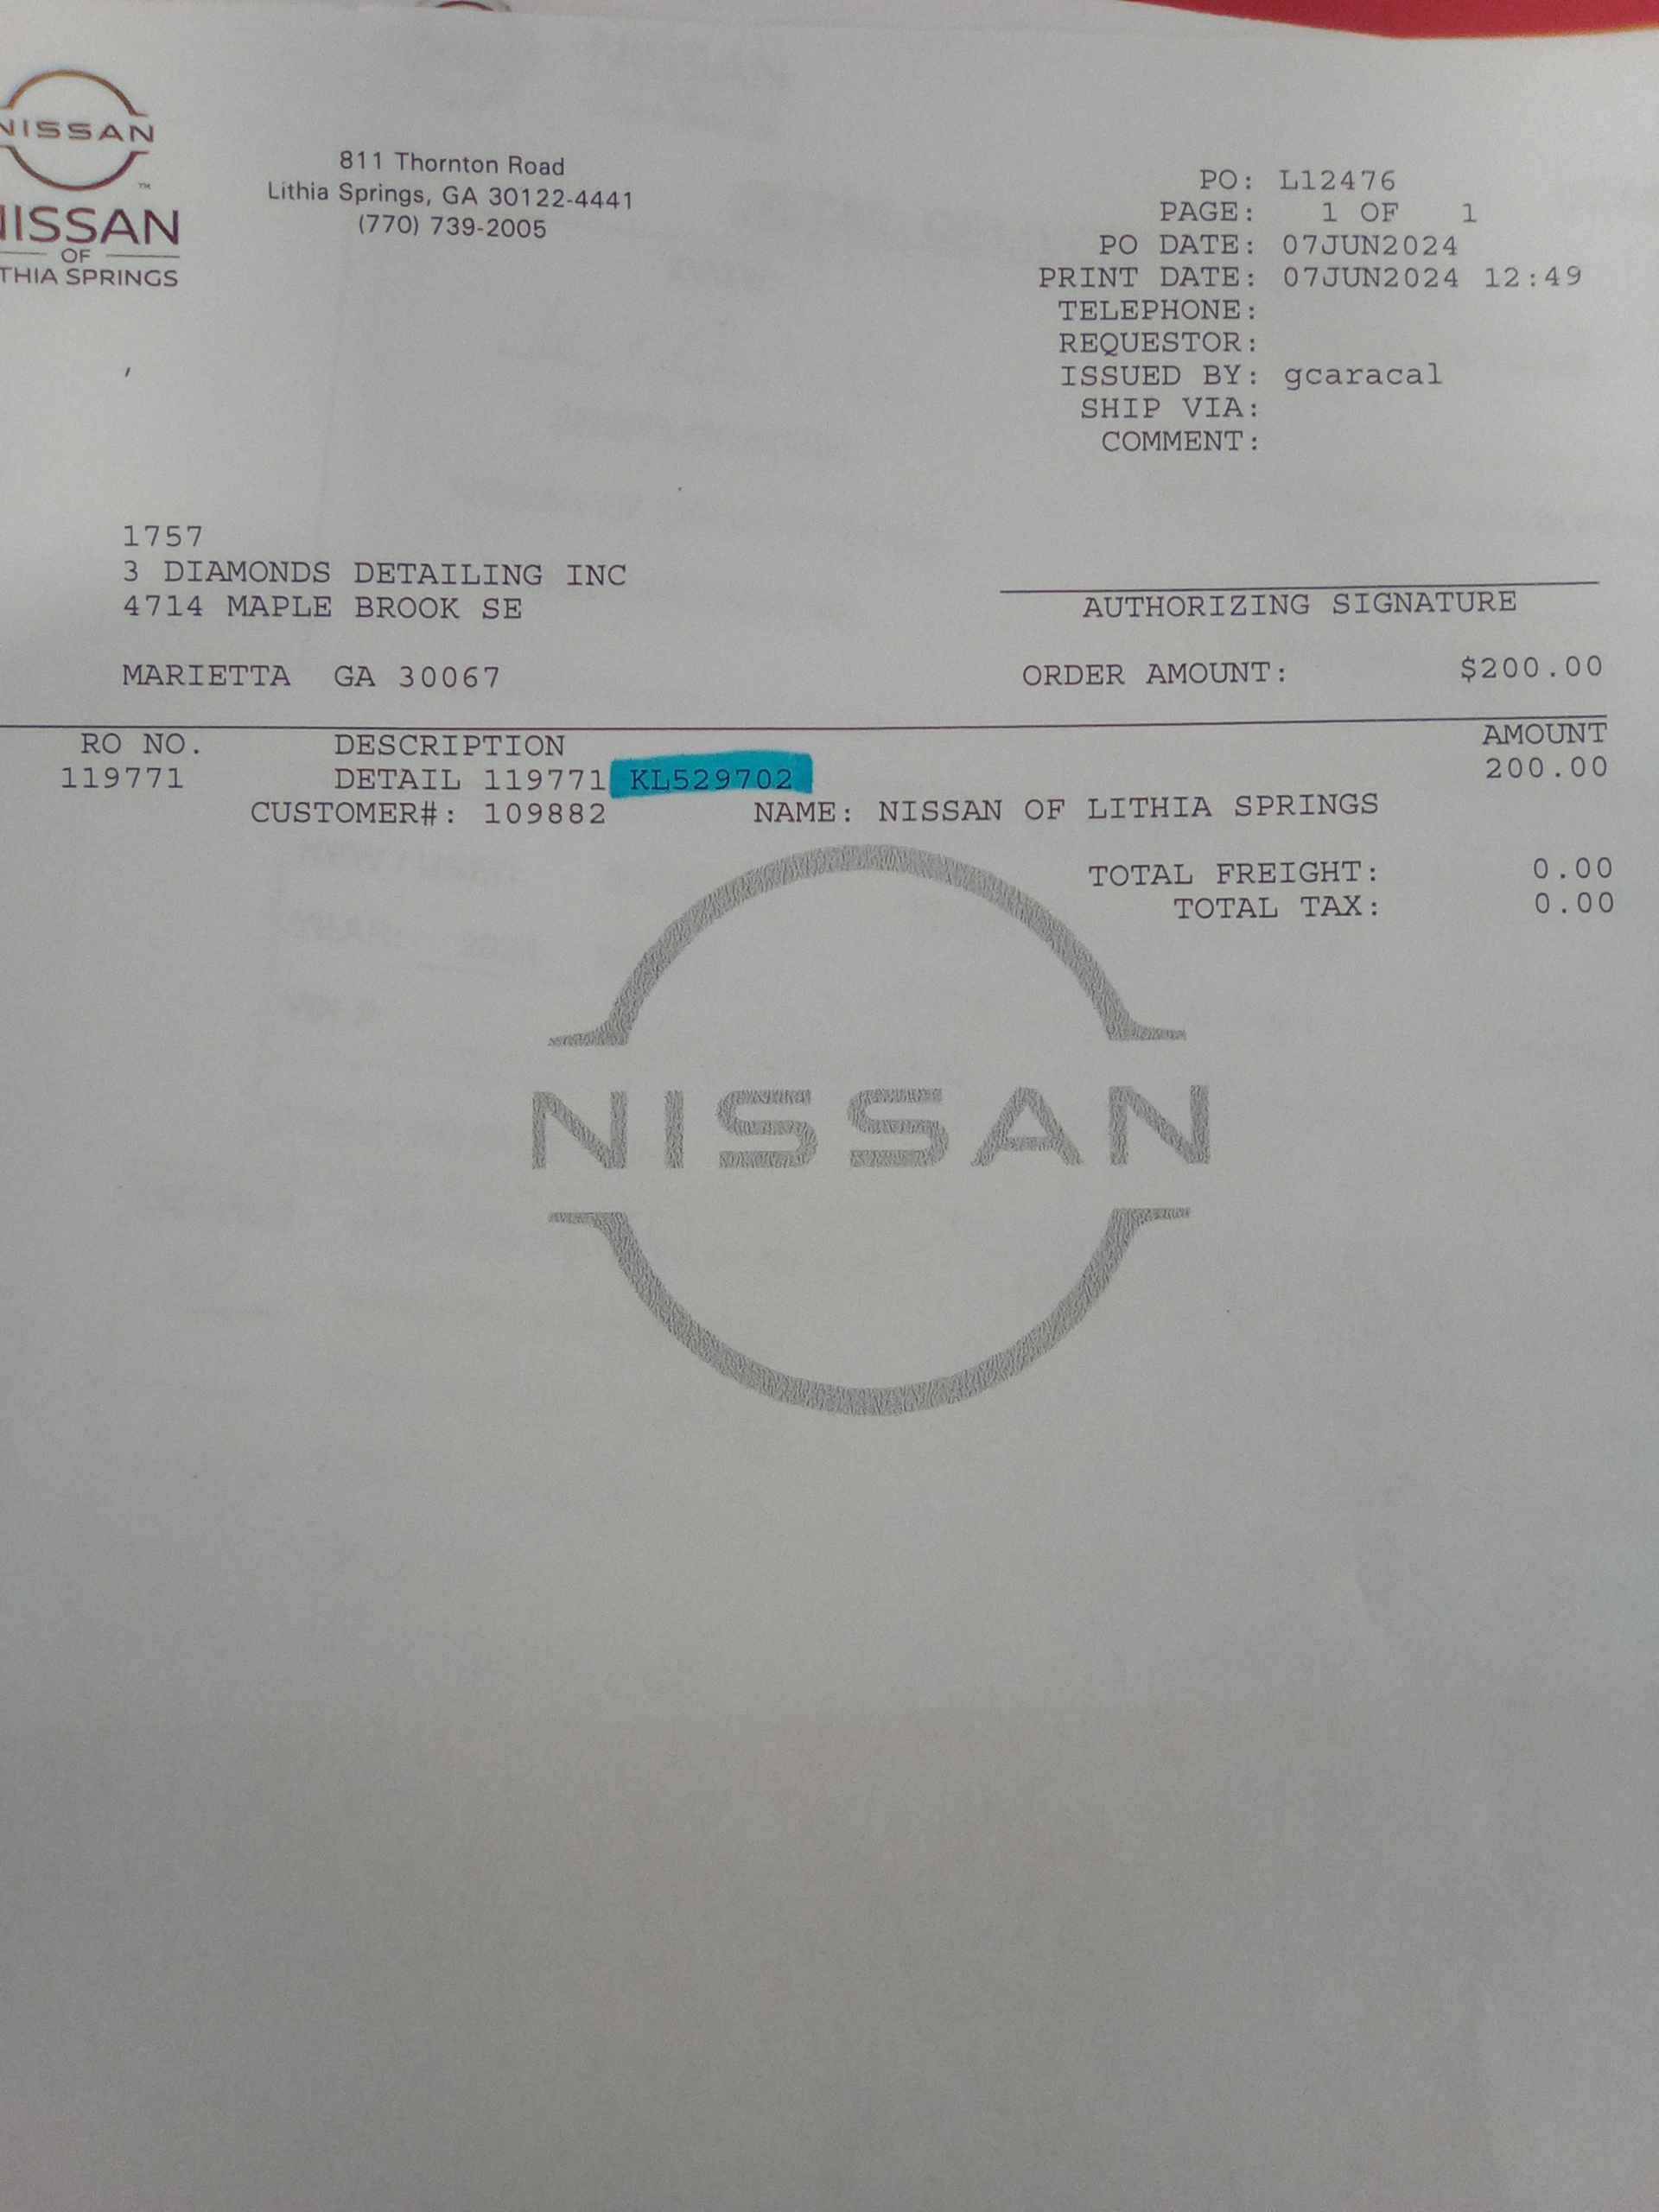 NISSAN
NISSAN
OF
THIA SPRINGS
811 Thornton Road
Lithia Springs, GA 30122-4441
(770) 739-2005
PO: L12476
PAGE: 1 OF 1
PO DATE: 07JUN2024
PRINT DATE: 07JUN2024 12:49
TELEPHONE:
REQUESTOR:
ISSUED BY: gcaracal
SHIP VIA:
COMMENT:
1757
3 DIAMONDS DETAILING INC
4714 MAPLE BROOK SE
MARIETTA GA 30067
AUTHORIZING SIGNATURE
ORDER AMOUNT: $200.00
RO NO. DESCRIPTION AMOUNT
119771 DETAIL 119771 KL529702 200.00
CUSTOMER#: 109882 NAME: NISSAN OF LITHIA SPRINGS
TOTAL FREIGHT: 0.00
TOTAL TAX: 0.00
NISSAN